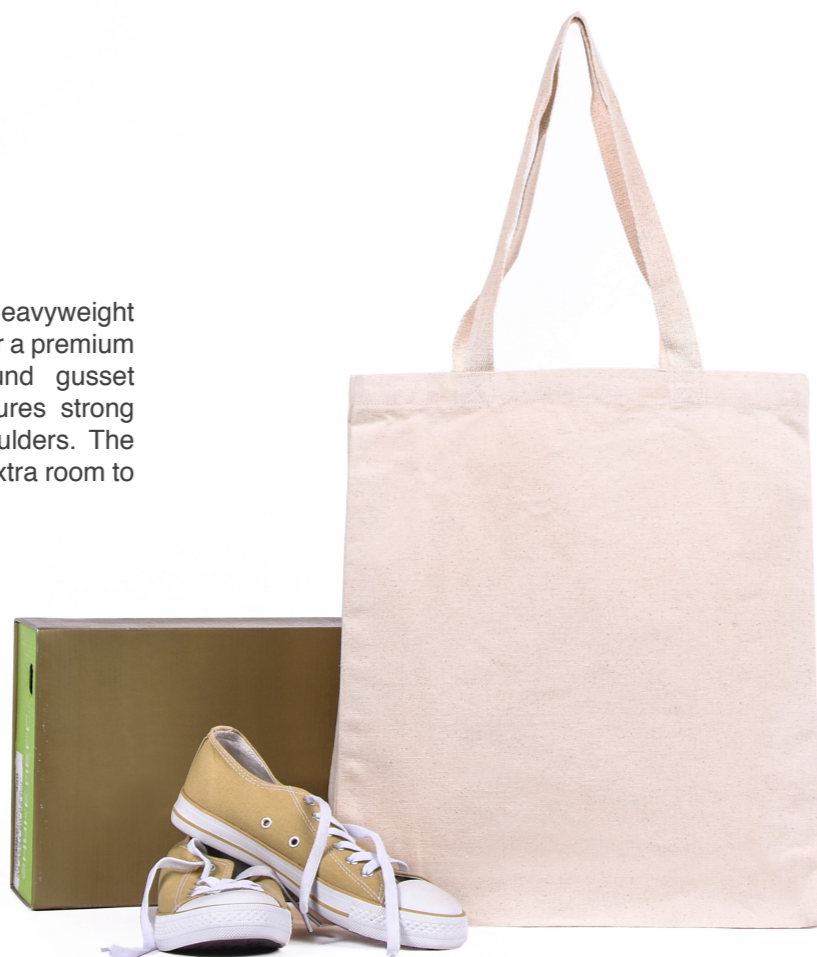 eavyweight
r a premium
und gusset
ures strong
ulders. The
xtra room to